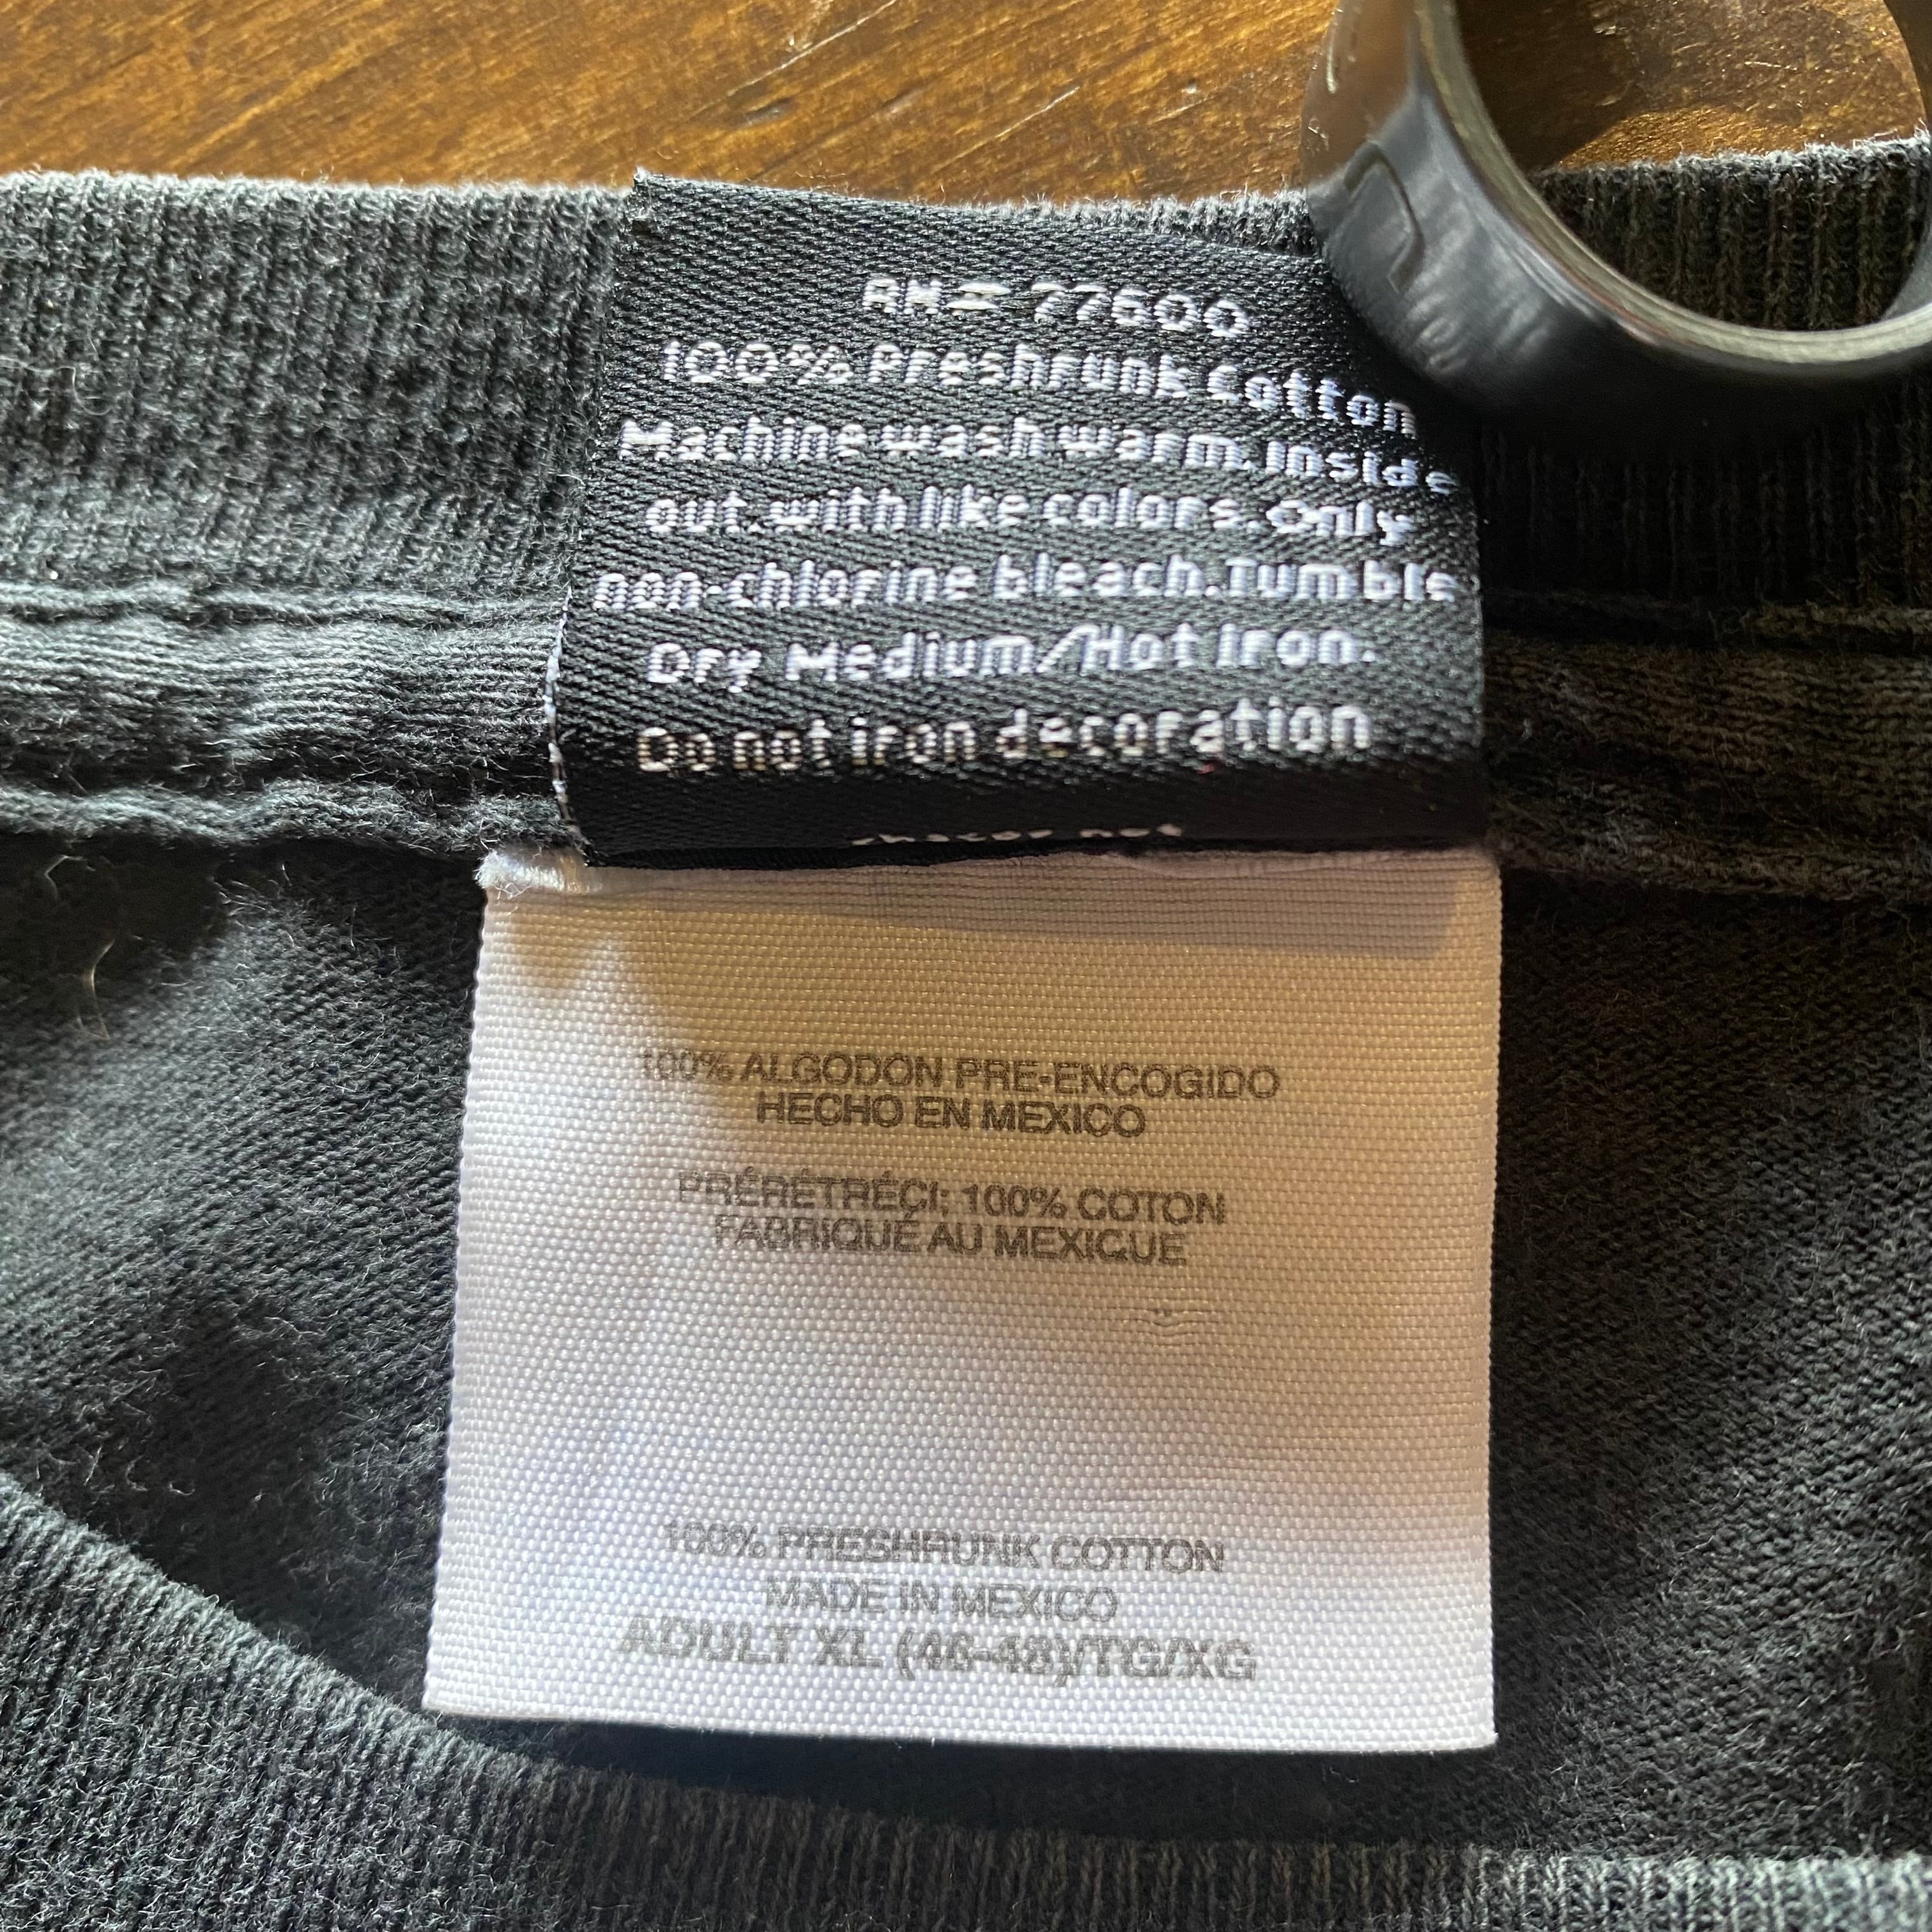 RN= 77600
100% Preshrunk Cotton
Machine wash warm. Inside
out. with like colors. Only
non-chlorine bleach. Tumble
Dry Medium/Hot iron.
Do not iron decoration
100% ALGODON PRE-ENCOGIDO
HECHO EN MEXICO
PRÉRÉTRÉCI; 100% COTON
FABRIQUÉ AU MEXIQUE
100% PRESHRUNK COTTON
MADE IN MEXICO
ADULT XL (46-48)/TG/XG